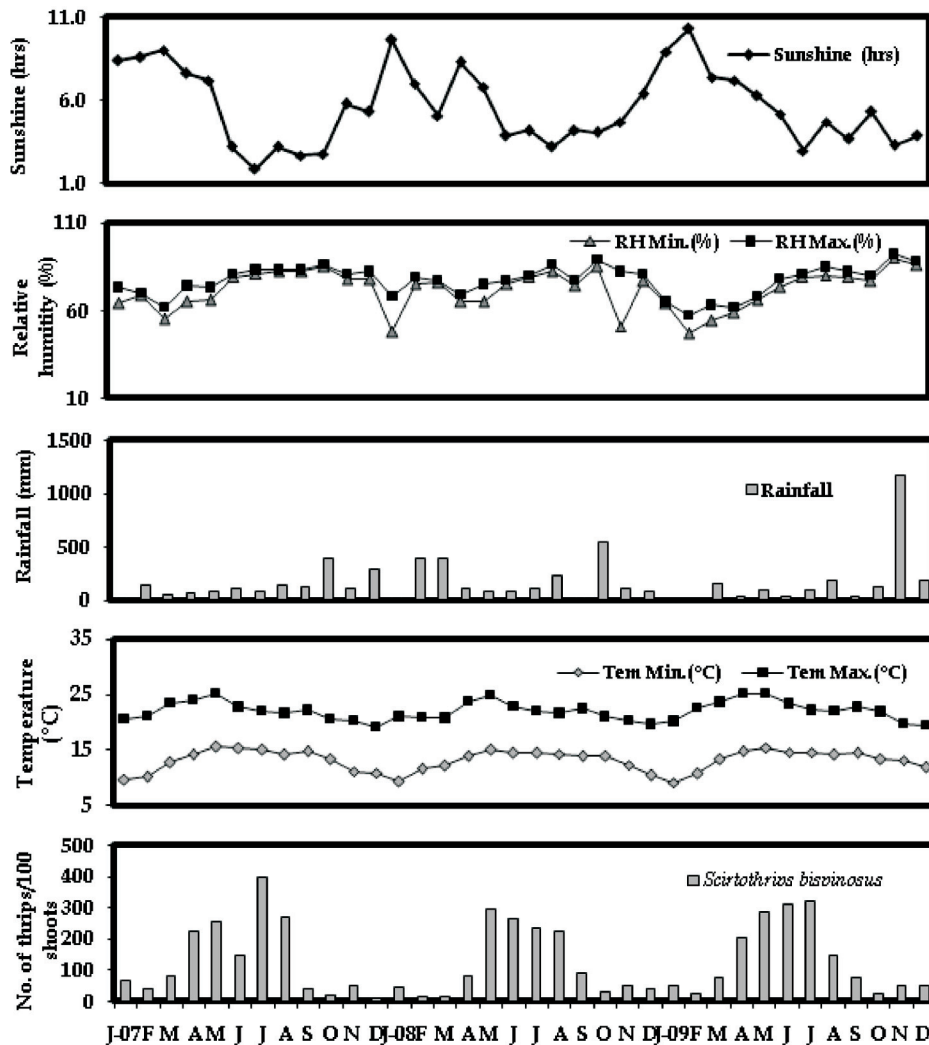 11.0
6.0
1.0
Sunshine (hrs)
Sunshine (hrs)
110
60
10
Relative
humitity (%)
RH Min.(%) RH Max.(%)
1500
1000
500
0
Rainfall (mm)
Rainfall
35
25
15
5
Temperature
(°C)
Tem Min.(°C) Tem Max.(°C)
500
400
300
200
100
0
No. of thrips/100
shoots
Scirtothrips bispinosus
J-07 F M A M J J A S O N D J-08 F M A M J J A S O N D J-09 F M A M J J A S O N D